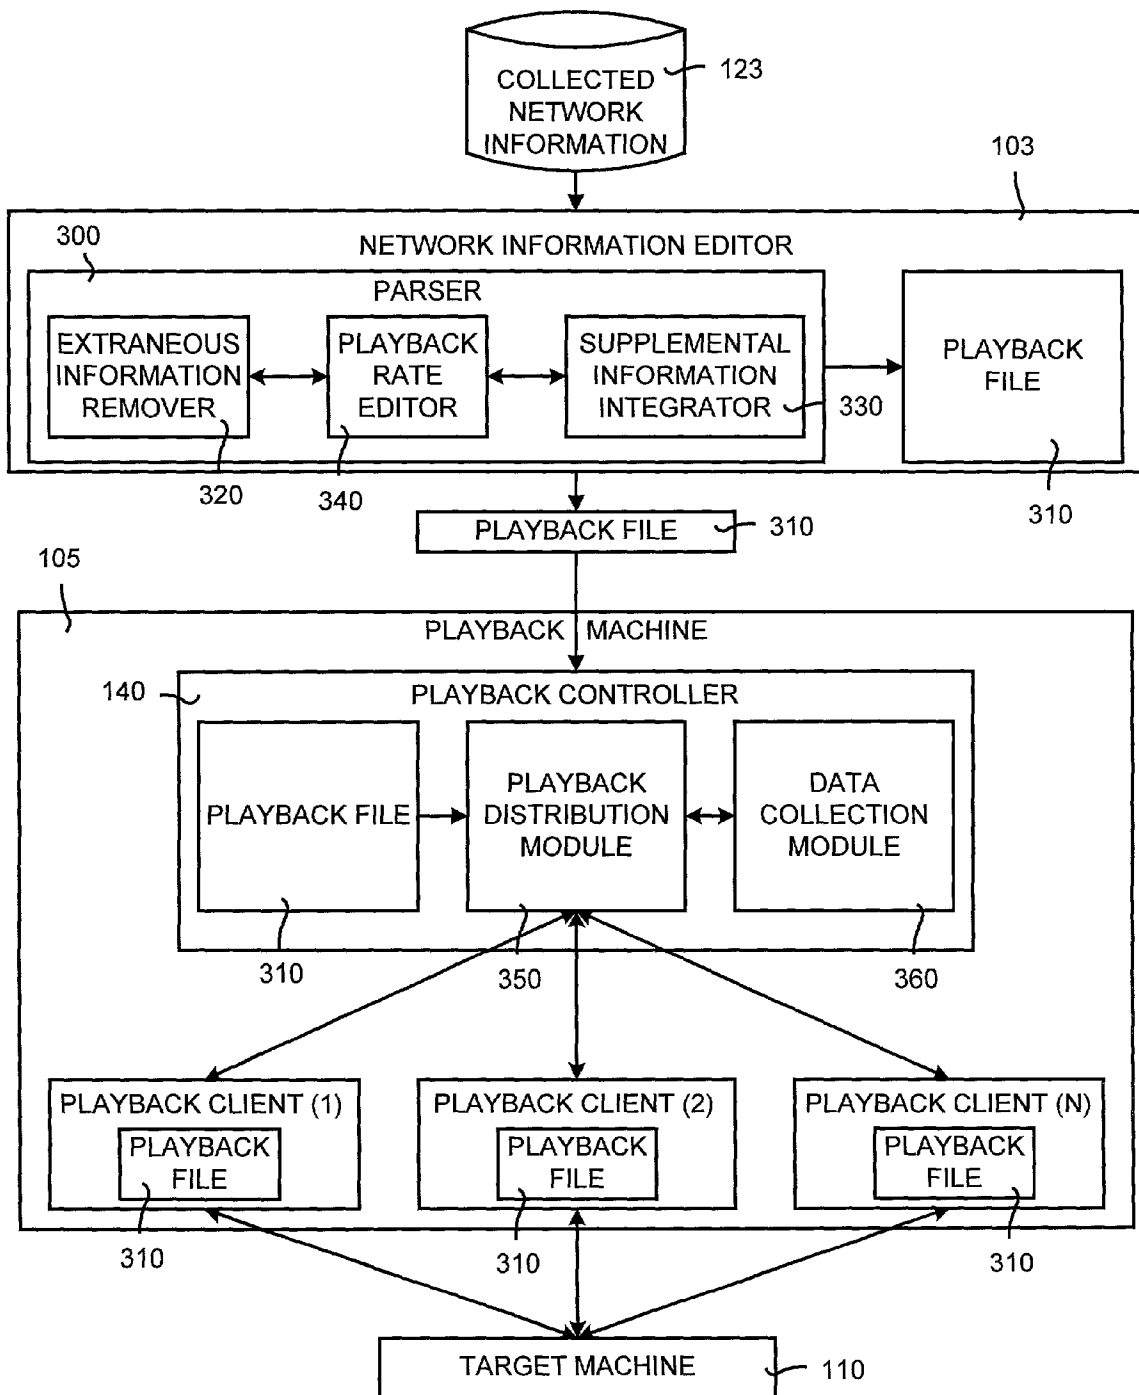 COLLECTED
NETWORK
INFORMATION
123
103
NETWORK INFORMATION EDITOR
300
PARSER
EXTRANEOUS
INFORMATION
REMOVER
320
PLAYBACK
RATE
EDITOR
340
SUPPLEMENTAL
INFORMATION
INTEGRATOR
330
PLAYBACK
FILE
310
PLAYBACK FILE
310
105
PLAYBACK MACHINE
140
PLAYBACK CONTROLLER
PLAYBACK FILE
310
PLAYBACK
DISTRIBUTION
MODULE
350
DATA
COLLECTION
MODULE
360
PLAYBACK CLIENT (1)
PLAYBACK
FILE
310
PLAYBACK CLIENT (2)
PLAYBACK
FILE
310
PLAYBACK CLIENT (N)
PLAYBACK
FILE
310
TARGET MACHINE
110